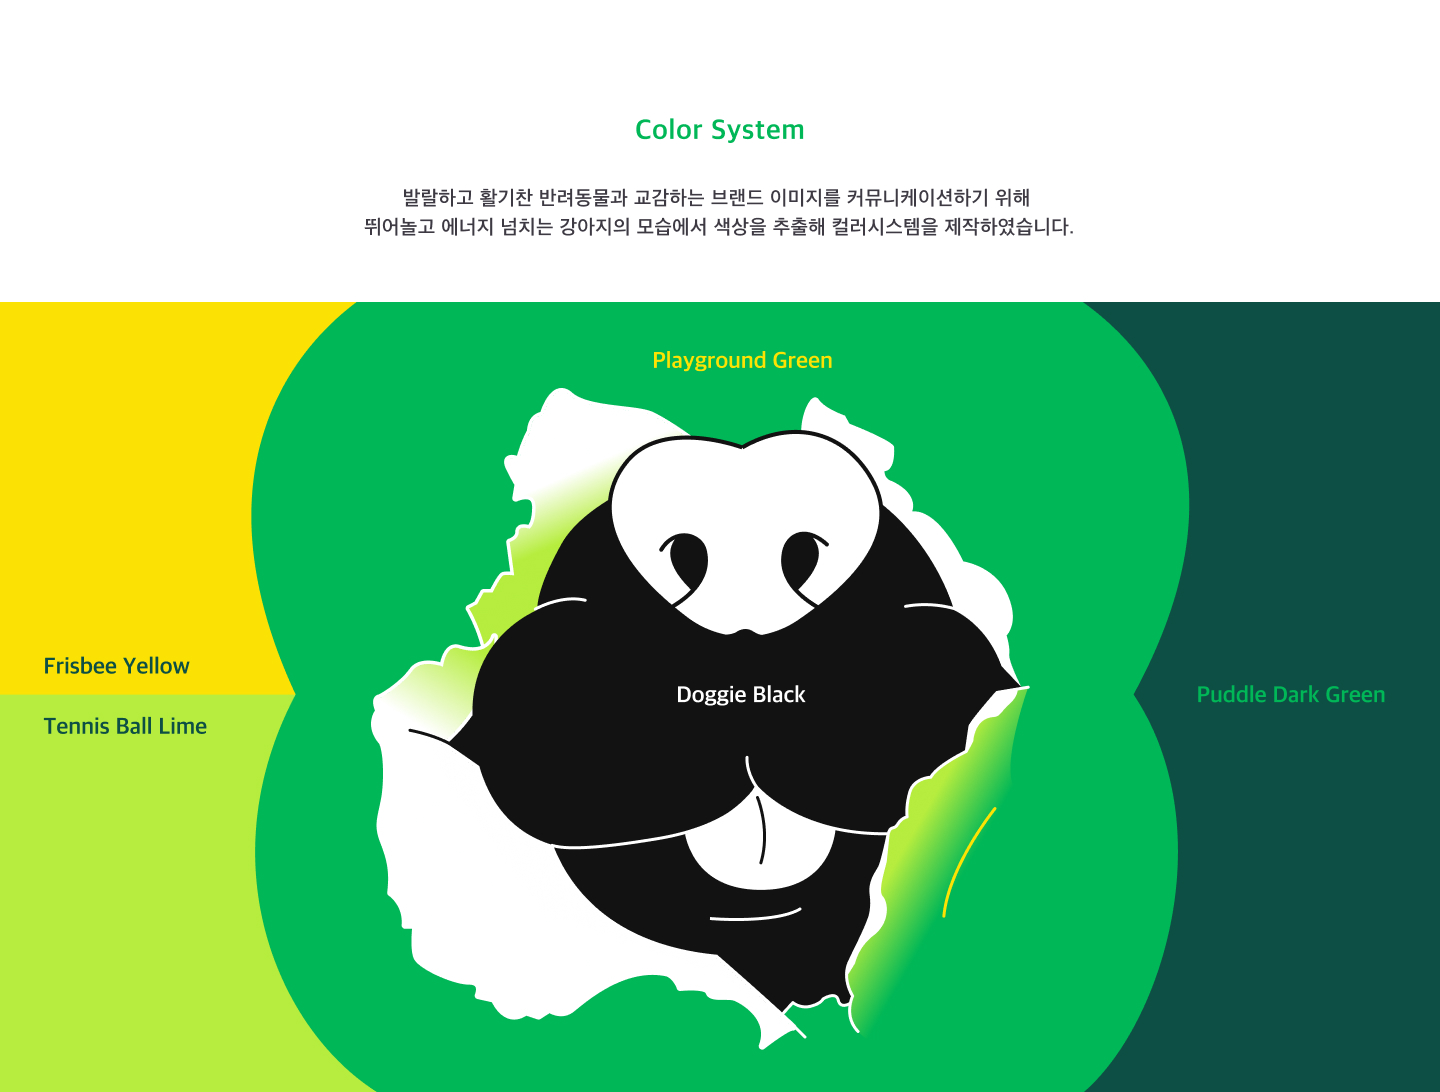 Color System
발랄하고 활기찬 반려동물과 교감하는 브랜드 이미지를 커뮤니케이션하기 위해
뛰어놀고 에너지 넘치는 강아지의 모습에서 색상을 추출해 컬러시스템을 제작하였습니다.
Playground Green
Frisbee Yellow
Tennis Ball Lime
Doggie Black
Puddle Dark Green